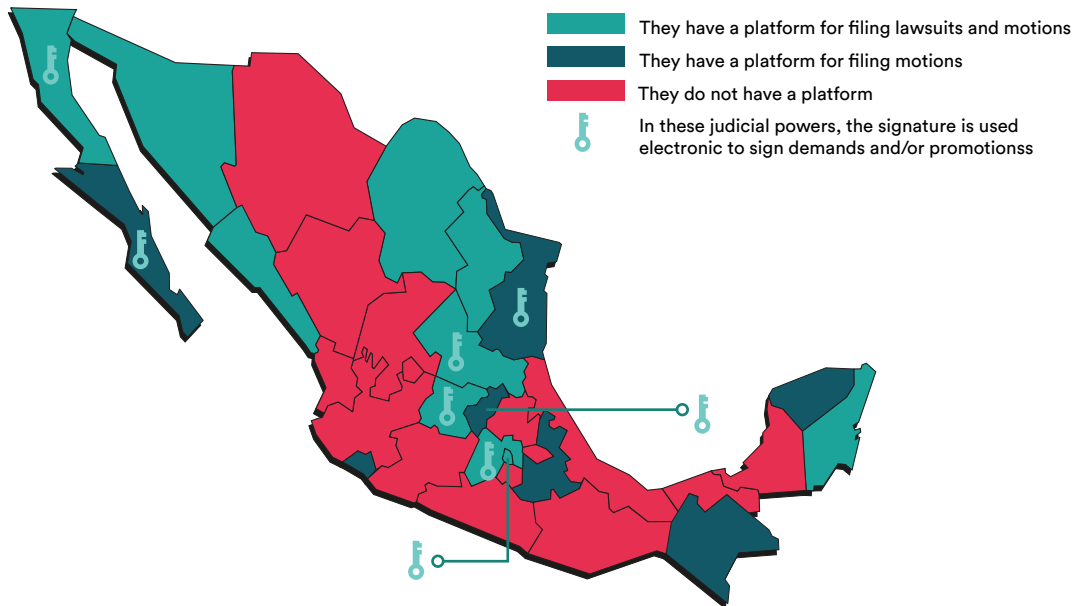 They have a platform for filing lawsuits and motions
They have a platform for filing motions
They do not have a platform
In these judicial powers, the signature is used
electronic to sign demands and/or promotionss